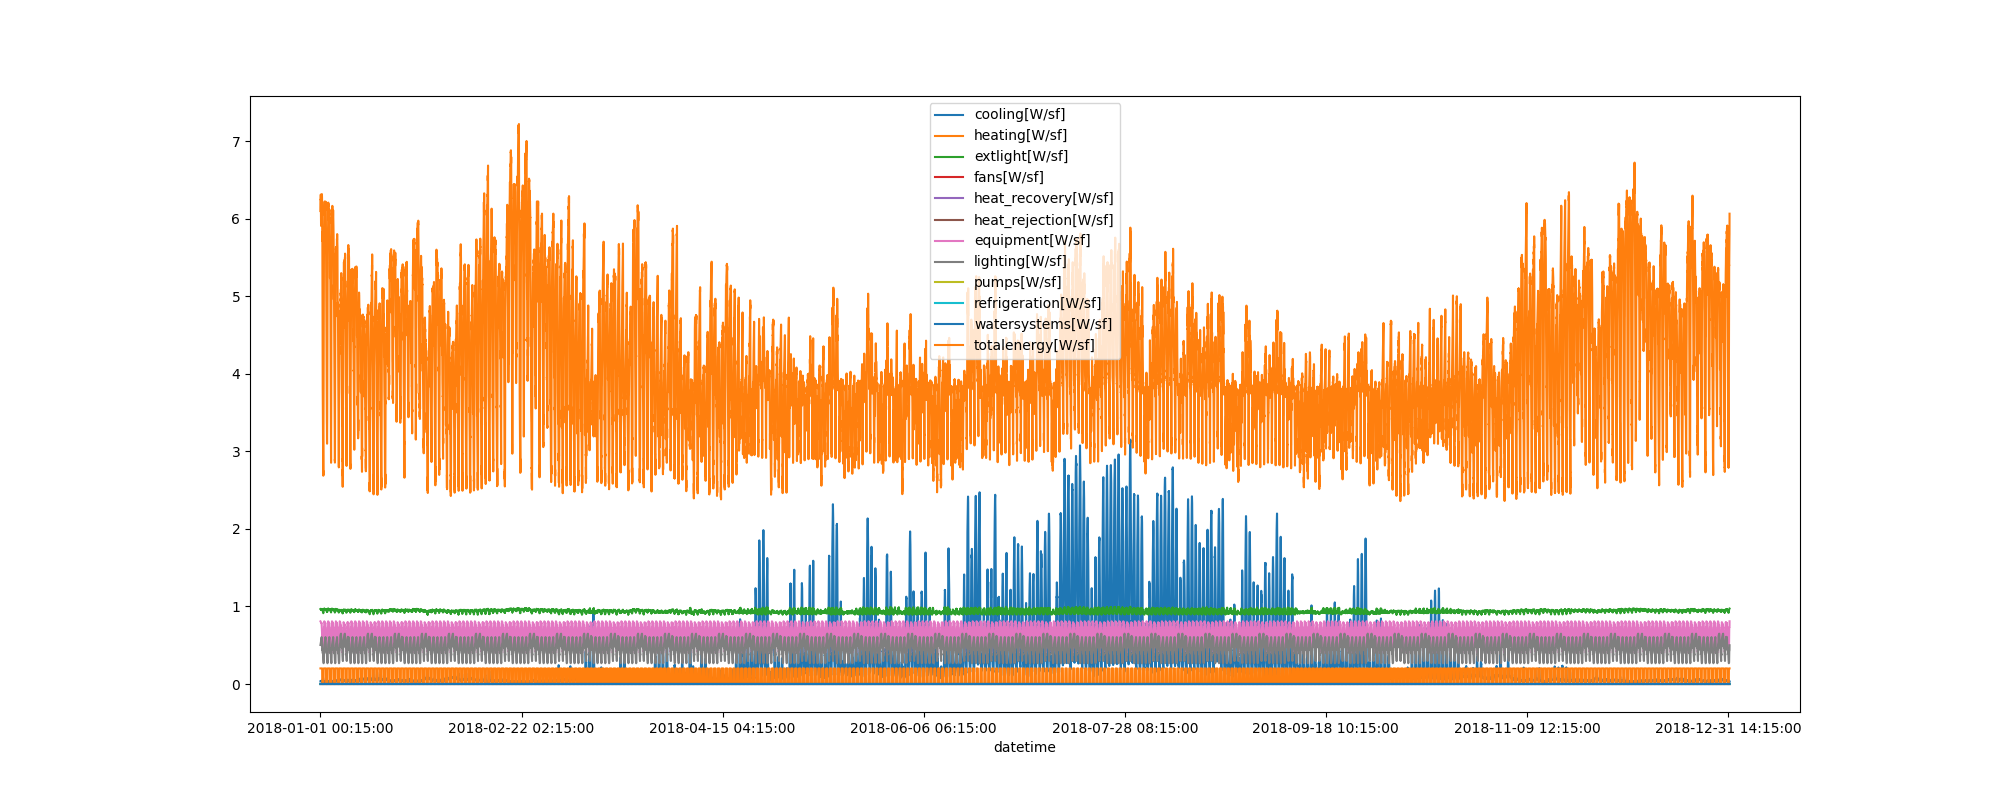 cooling[W/sf]
heating[W/sf]
extlight[W/sf]
fans[W/sf]
heat_recovery[W/sf]
heat_rejection[W/sf]
equipment[W/sf]
lighting[W/sf]
pumps[W/sf]
refrigeration[W/sf]
watersystems[W/sf]
totalenergy[W/sf]
7
6
5
4
3
2
1
0
2018-01-01 00:15:00 2018-02-22 02:15:00 2018-04-15 04:15:00 2018-06-06 06:15:00 2018-07-28 08:15:00 2018-09-18 10:15:00 2018-11-09 12:15:00 2018-12-31 14:15:00
datetime